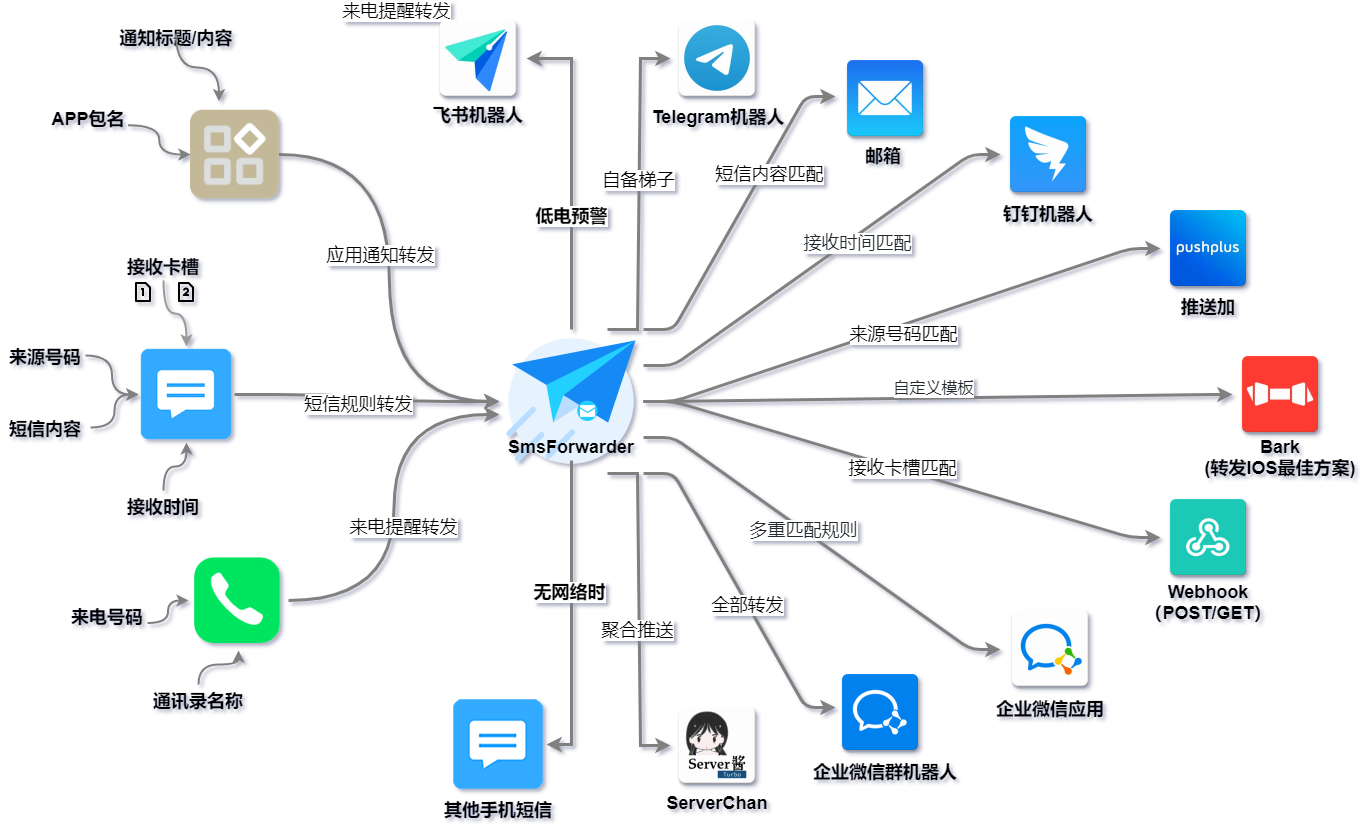 来电提醒转发
通知标题/内容
APP包名
飞书机器人
Telegram机器人
邮箱
自备梯子
短信内容匹配
低电预警
钉钉机器人
接收时间匹配
应用通知转发
pushplus
推送加
接收卡槽
1 2
来源号码
短信内容
接收时间
短信规则转发
SmsForwarder
来源号码匹配
自定义模板
Bark
(转发IOS最佳方案)
接收卡槽匹配
来电提醒转发
多重匹配规则
Webhook
（POST/GET）
来电号码
通讯录名称
无网络时
聚合推送
全部转发
企业微信应用
企业微信群机器人
其他手机短信
Server酱
Turbo
ServerChan